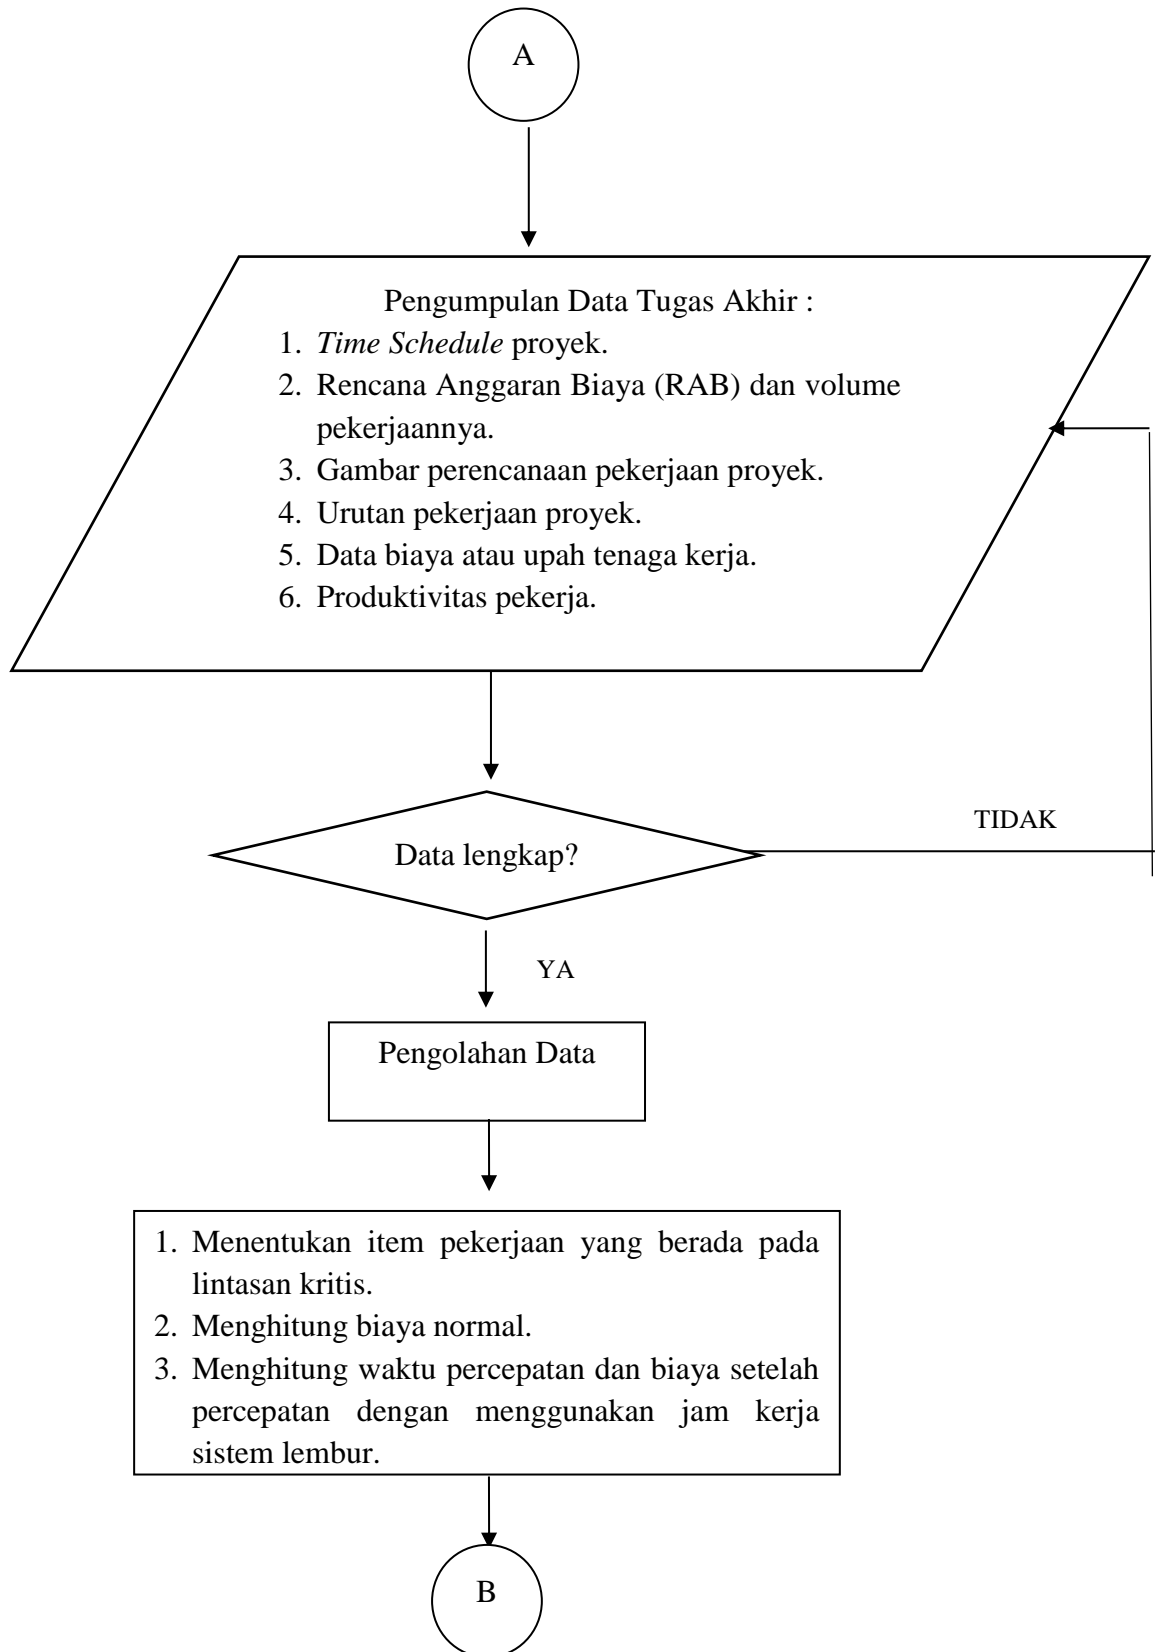 A
Pengumpulan Data Tugas Akhir :
1. Time Schedule proyek.
2. Rencana Anggaran Biaya (RAB) dan volume
pekerjaannya.
3. Gambar perencanaan pekerjaan proyek.
4. Urutan pekerjaan proyek.
5. Data biaya atau upah tenaga kerja.
6. Produktivitas pekerja.
TIDAK
Data lengkap?
YA
Pengolahan Data
1. Menentukan item pekerjaan yang berada pada
lintasan kritis.
2. Menghitung biaya normal.
3. Menghitung waktu percepatan dan biaya setelah
percepatan dengan menggunakan jam kerja
sistem lembur.
B